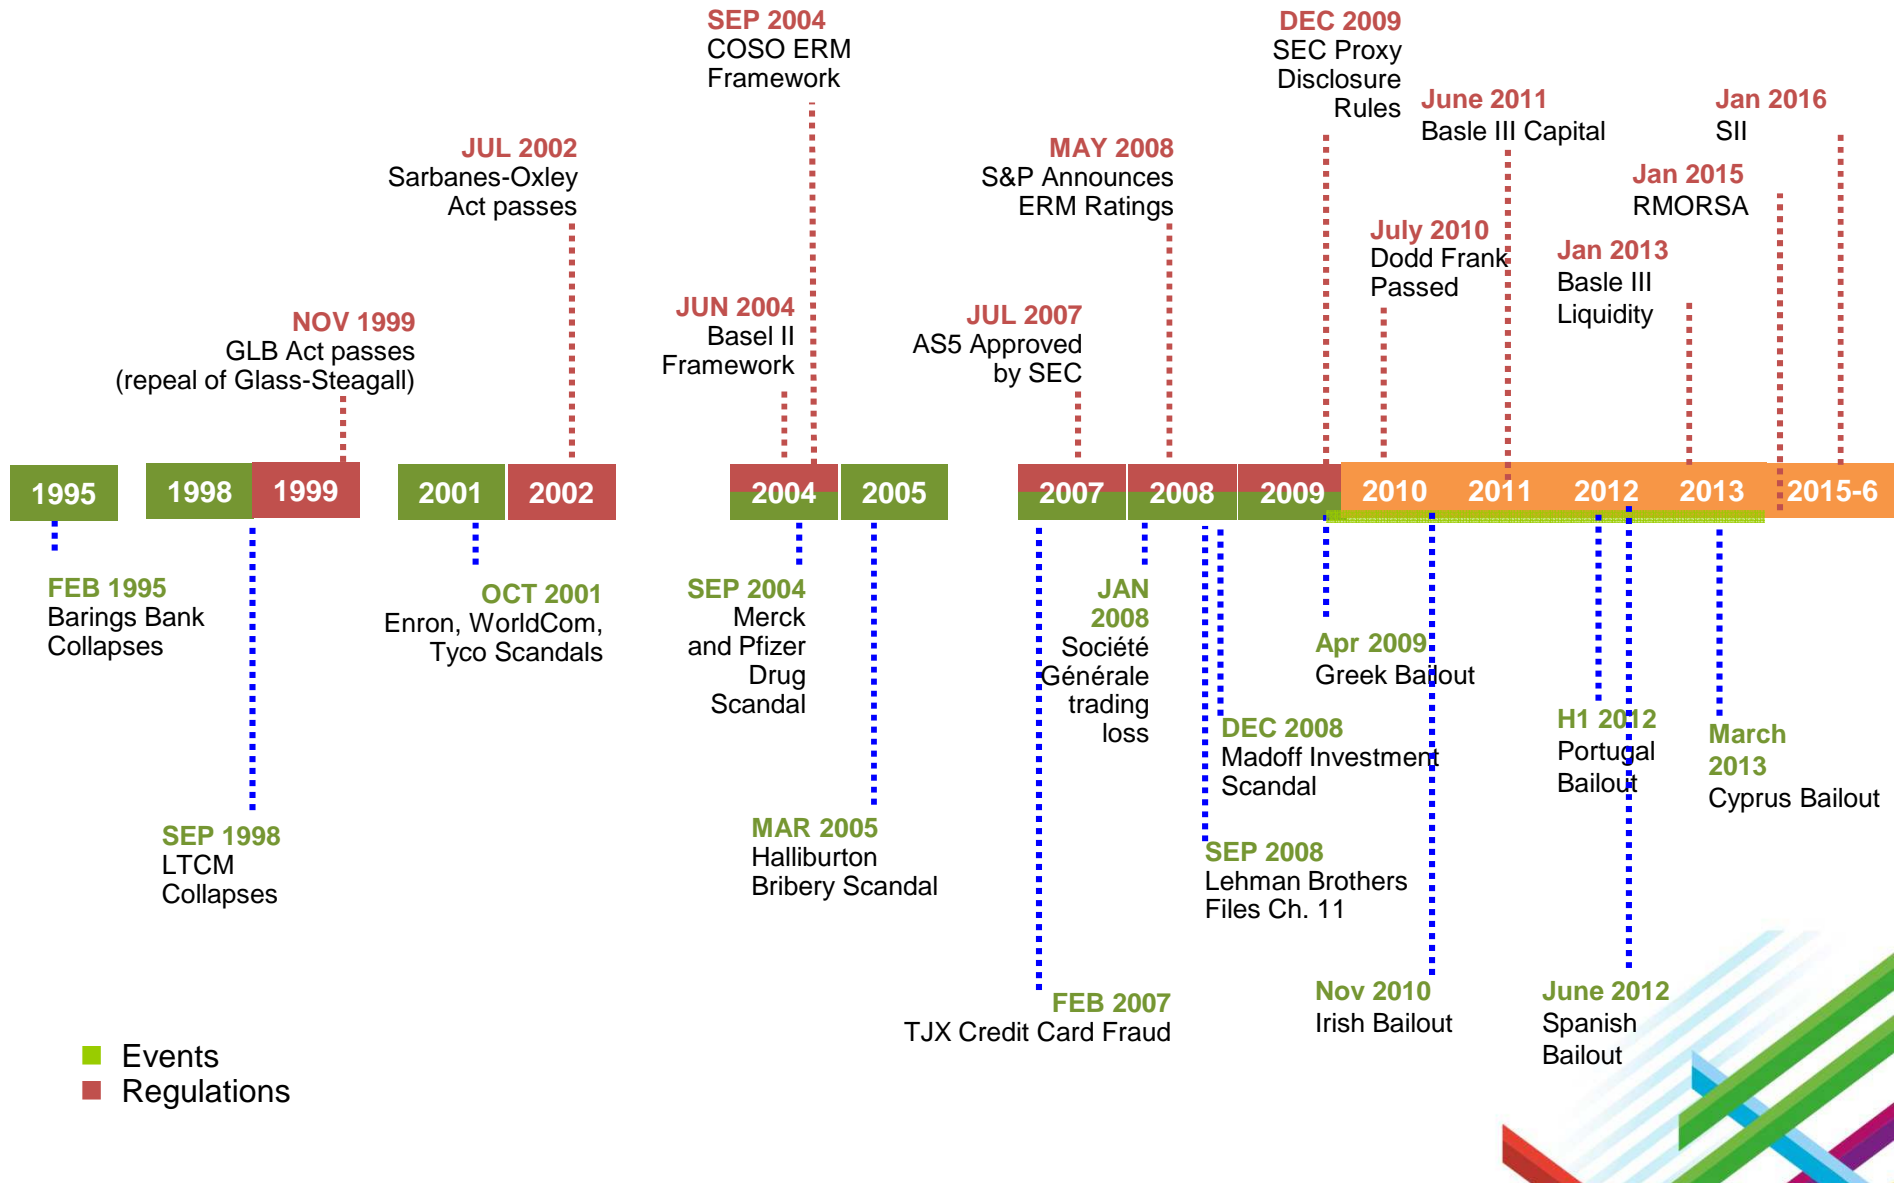 SEP 2004
COSO ERM
Framework
DEC 2009
SEC Proxy
Disclosure
Rules
June 2011
Basle III Capital
Jan 2016
SII
JUL 2002
Sarbanes-Oxley
Act passes
MAY 2008
S&P Announces
ERM Ratings
Jan 2015
RMORSA
July 2010
Dodd Frank
Passed
Jan 2013
Basle III
Liquidity
NOV 1999
GLB Act passes
(repeal of Glass-Steagall)
JUN 2004
Basel II
Framework
JUL 2007
AS5 Approved
by SEC
1995
1998
1999
2001
2002
2004
2005
2007
2008
2009
2010
2011
2012
2013
2015-6
FEB 1995
Barings Bank
Collapses
OCT 2001
Enron, WorldCom,
Tyco Scandals
SEP 2004
Merck
and Pfizer
Drug
Scandal
JAN
2008
Société
Générale
trading
loss
Apr 2009
Greek Bailout
DEC 2008
Madoff Investment
Scandal
H1 2012
Portugal
Bailout
March
2013
Cyprus Bailout
SEP 1998
LTCM
Collapses
MAR 2005
Halliburton
Bribery Scandal
SEP 2008
Lehman Brothers
Files Ch. 11
FEB 2007
TJX Credit Card Fraud
Nov 2010
Irish Bailout
June 2012
Spanish
Bailout
Events
Regulations